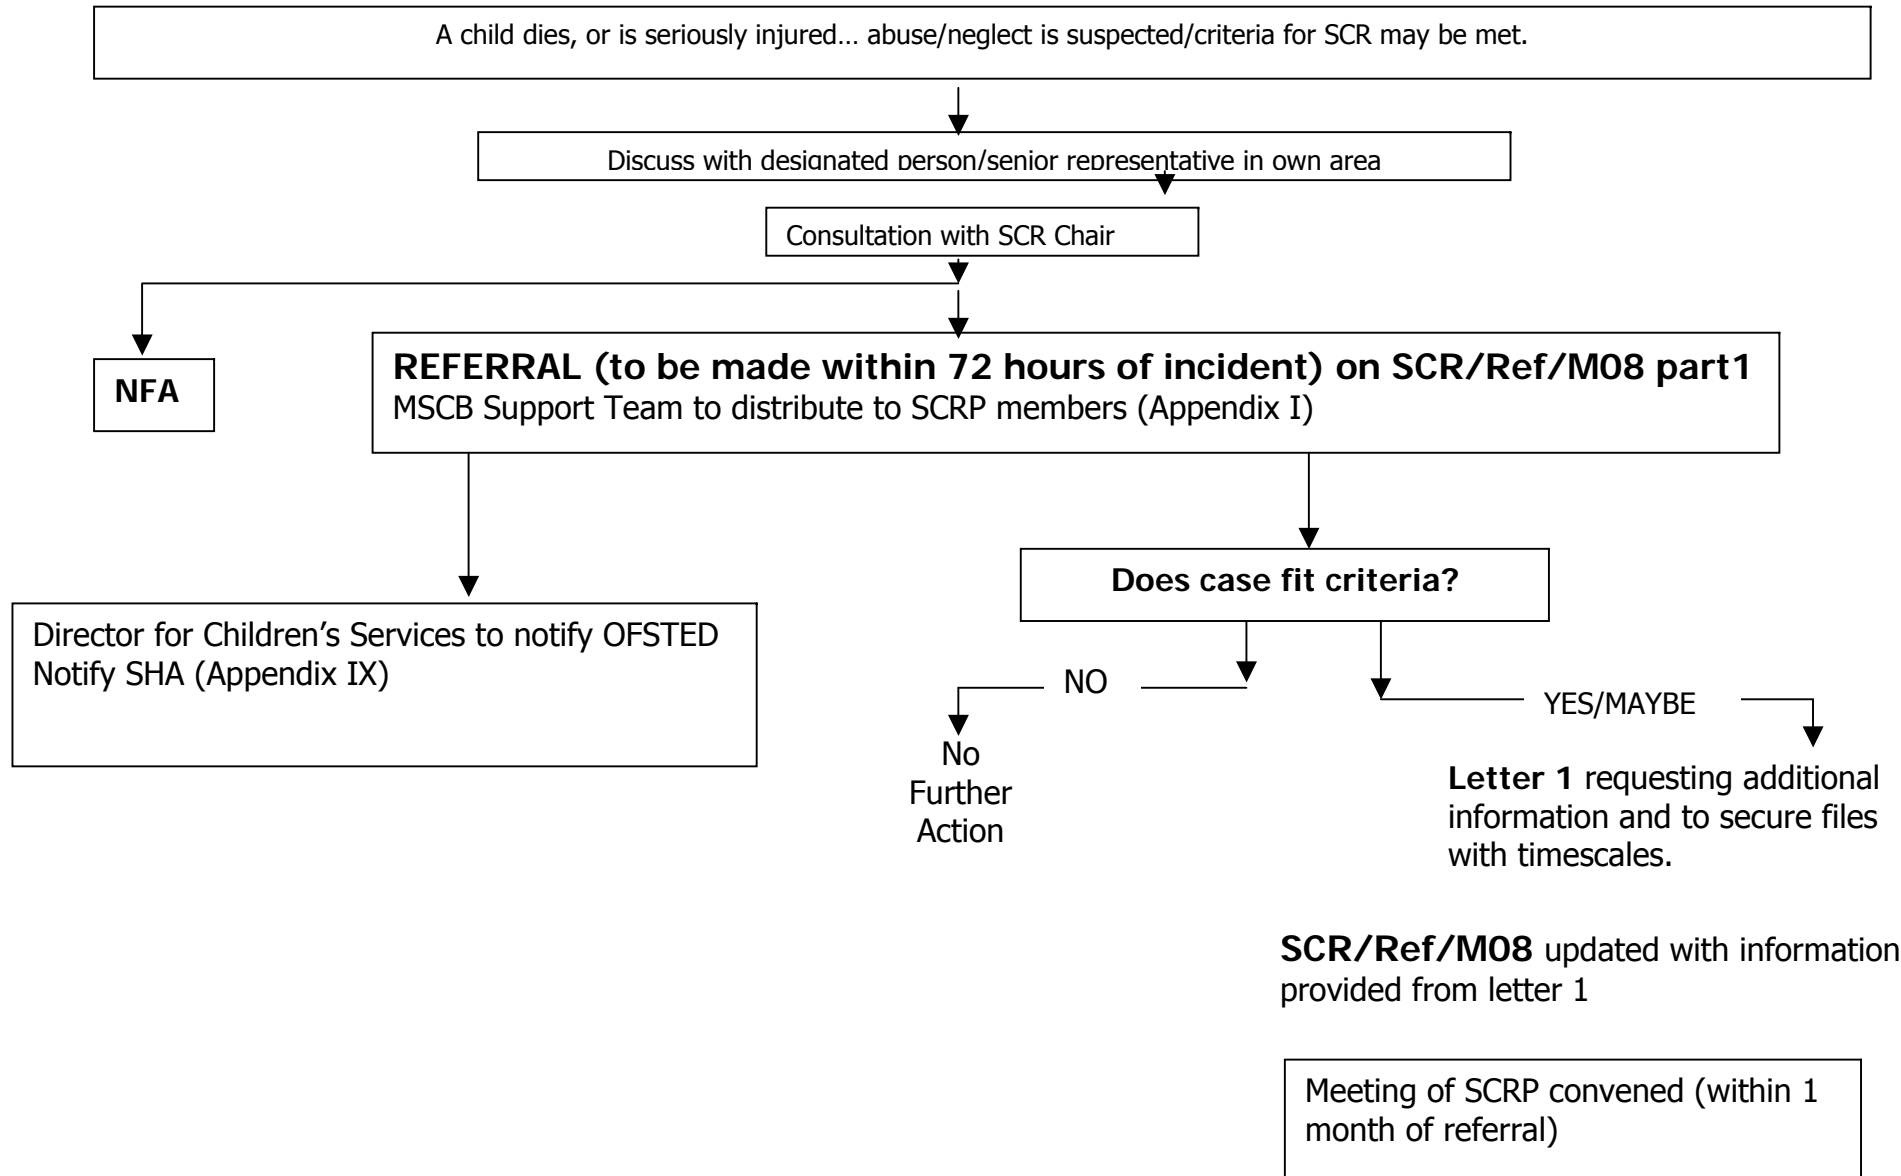 A child dies, or is seriously injured… abuse/neglect is suspected/criteria for SCR may be met.
Discuss with designated person/senior representative in own area
Consultation with SCR Chair
NFA
REFERRAL (to be made within 72 hours of incident) on SCR/Ref/M08 part1
MSCB Support Team to distribute to SCRP members (Appendix I)
Director for Children’s Services to notify OFSTED
Notify SHA (Appendix IX)
Does case fit criteria?
NO
YES/MAYBE
No
Further
Action
Letter 1 requesting additional
information and to secure files
with timescales.
SCR/Ref/M08 updated with information
provided from letter 1
Meeting of SCRP convened (within 1
month of referral)